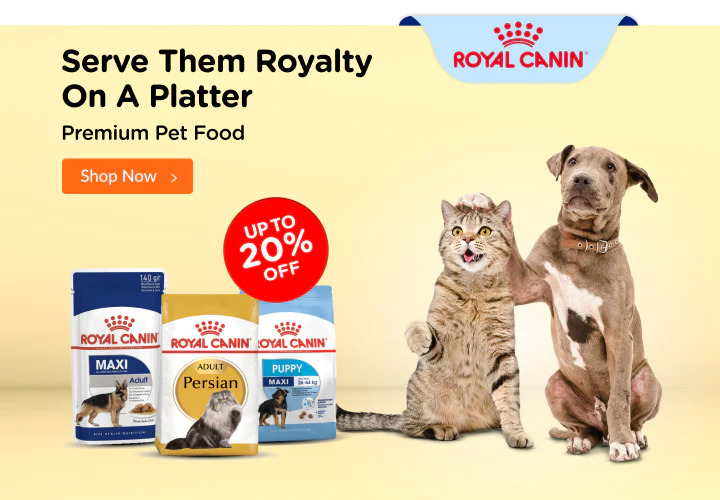 ROYAL CANIN
Serve Them Royalty
On A Platter
Premium Pet Food
Shop Now >
UP TO
20%
OFF
140 gr
ROYAL CANIN
MAXI
Adult
ROYAL CANIN
ADULT
Persian
ROYAL CANIN
PUPPY
MAXI